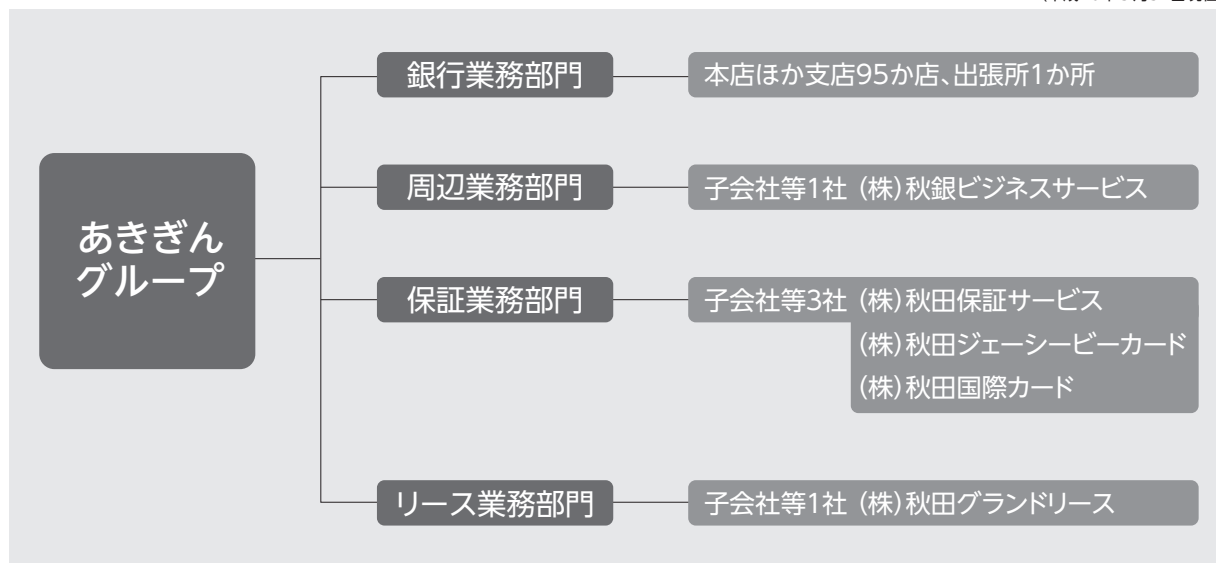 あきぎん
グループ
銀行業務部門
本店ほか支店95か店、出張所1か所
周辺業務部門
子会社等1社 (株)秋銀ビジネスサービス
保証業務部門
子会社等3社 (株)秋田保証サービス
(株)秋田ジェーシービーカード
(株)秋田国際カード
リース業務部門
子会社等1社 (株)秋田グランドリース